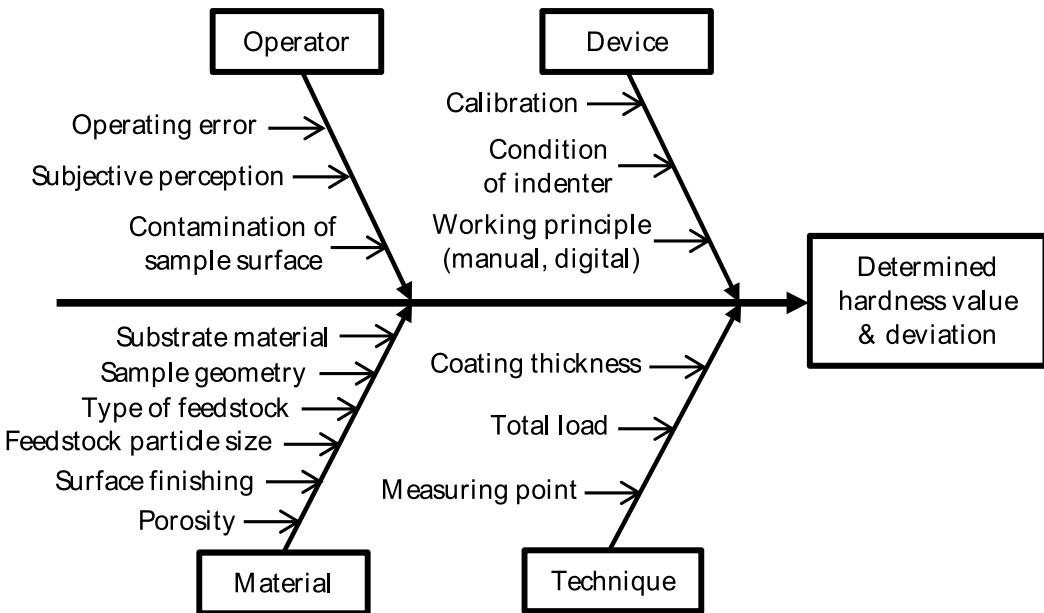 Operator
Device
Operating error
Subjective perception
Contamination of
sample surface
Calibration
Condition
of indenter
Working principle
(manual, digital)
Determined
hardness value
& deviation
Substrate material
Sample geometry
Type of feedstock
Feedstock particle size
Surface finishing
Porosity
Coating thickness
Total load
Measuring point
Material
Technique